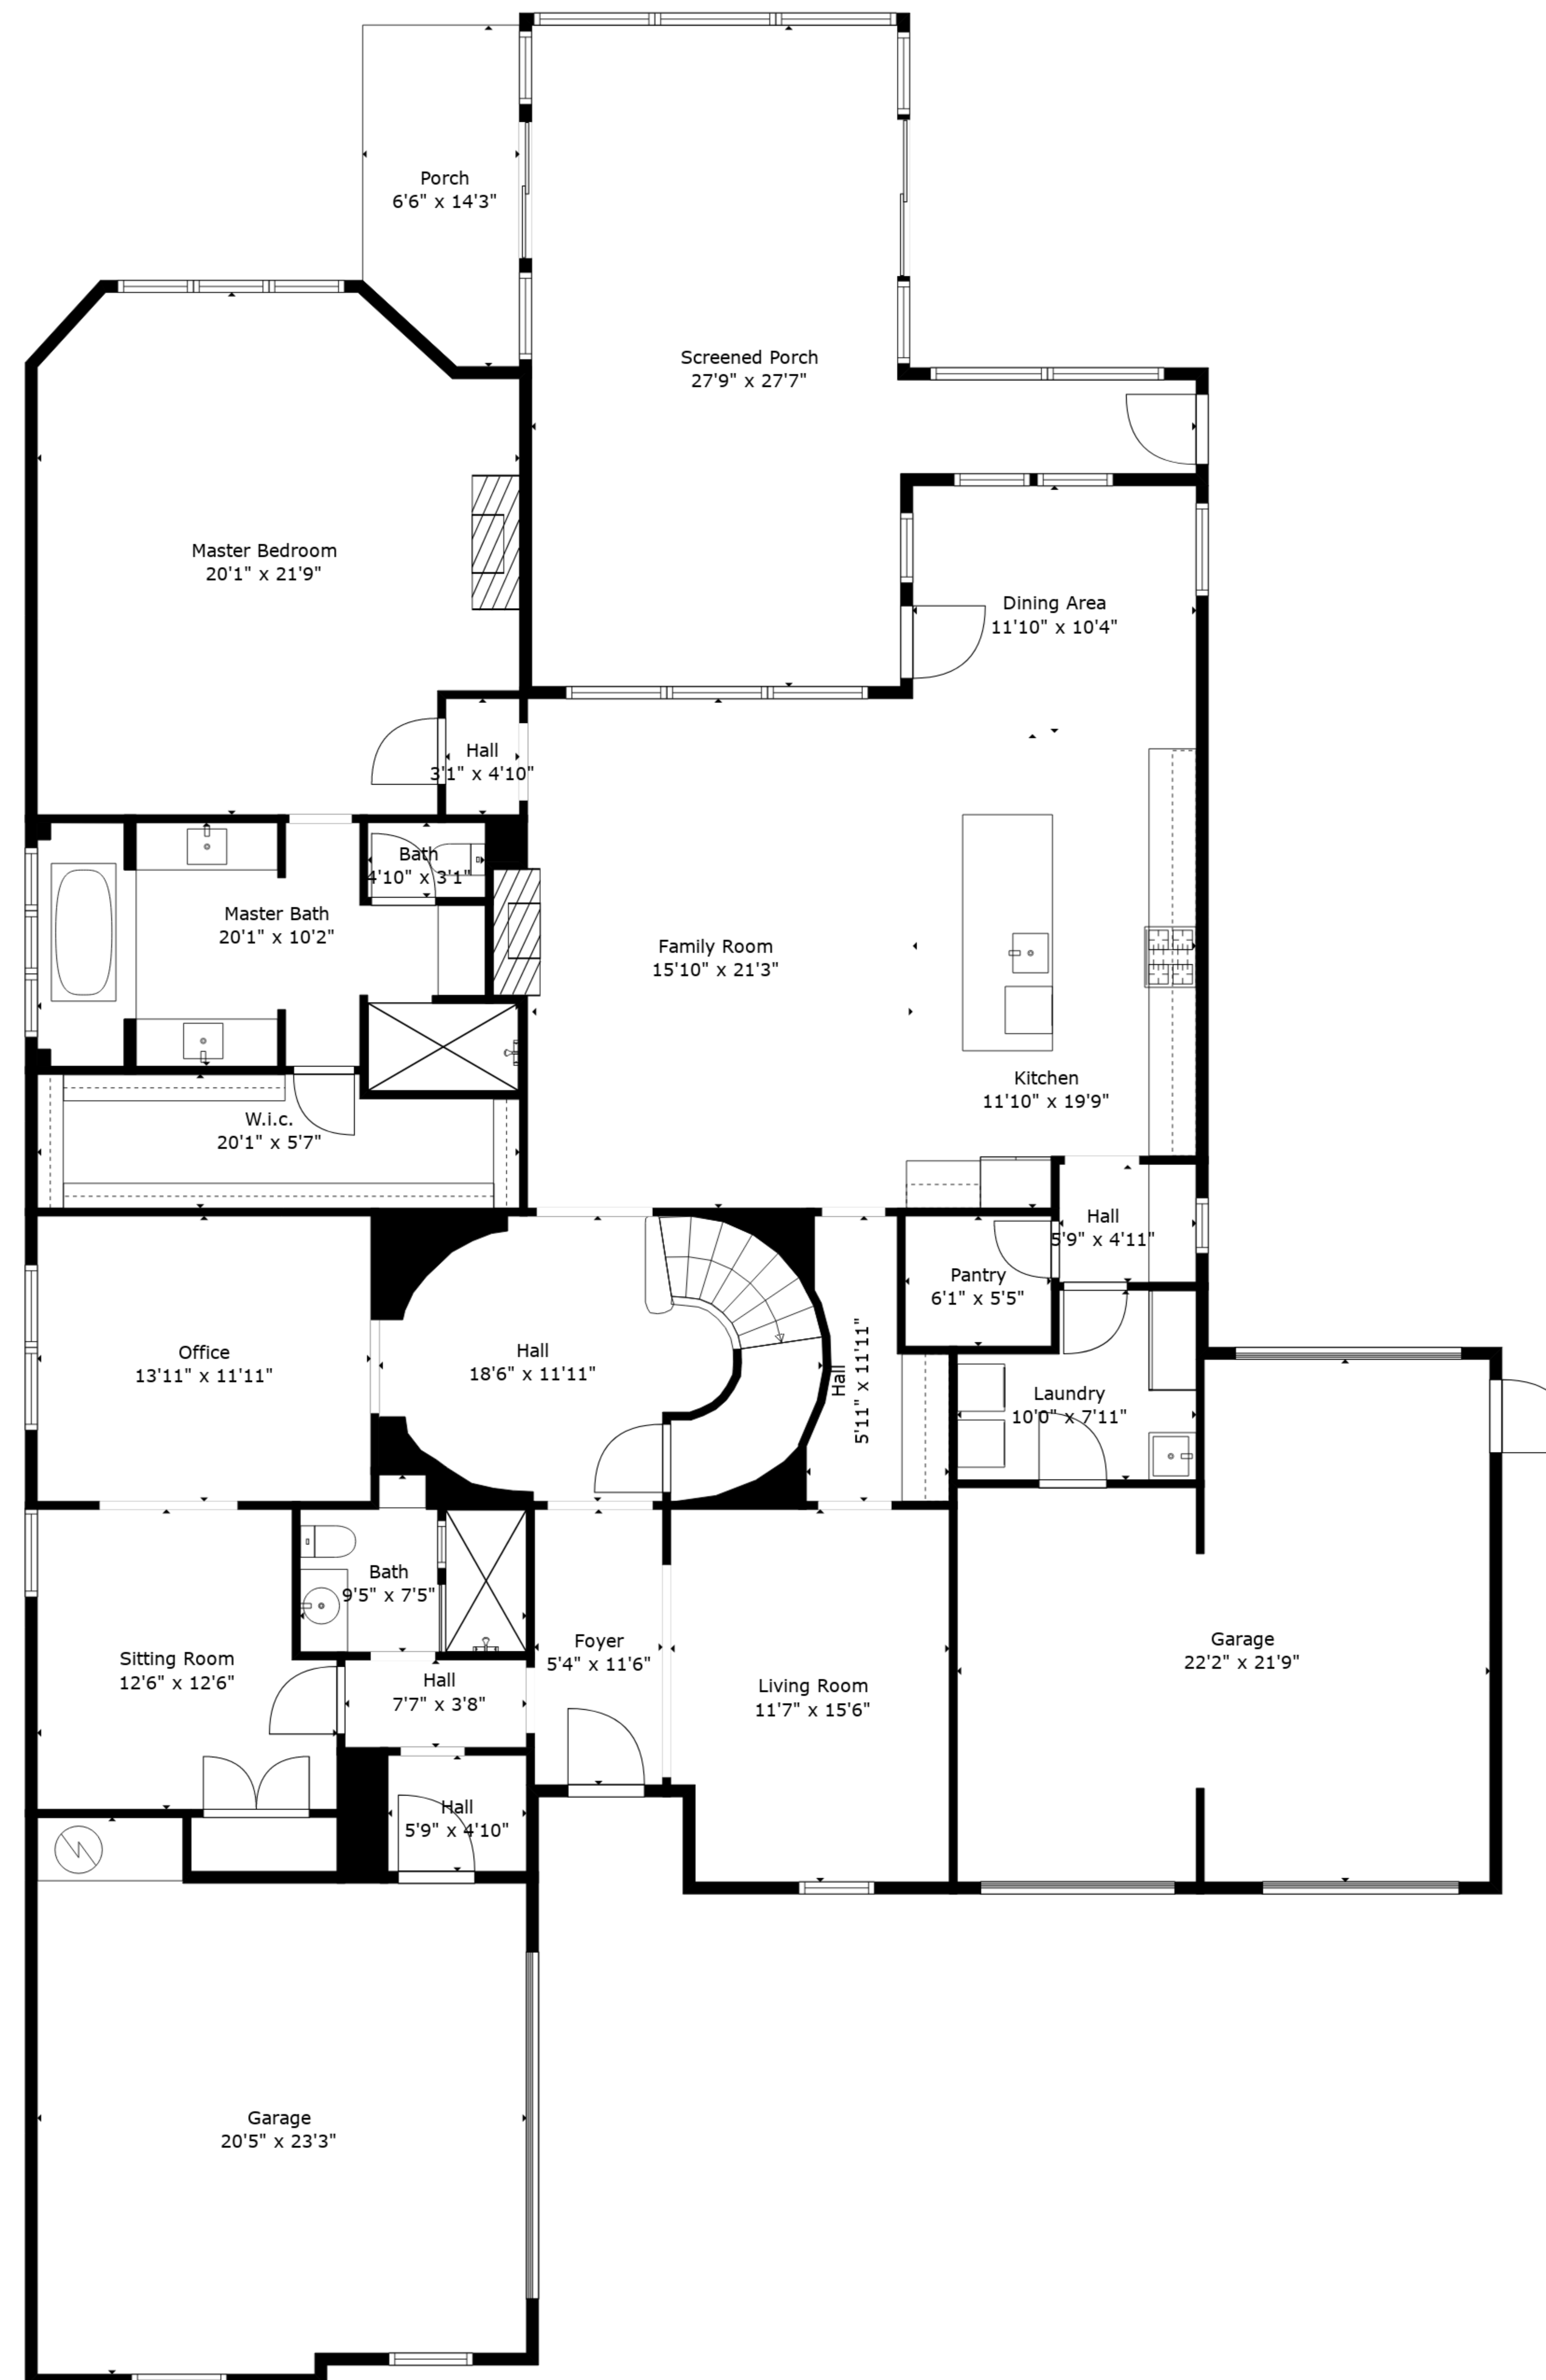 Porch
6'6" x 14'3"
Screened Porch
27'9" x 27'7"
Master Bedroom
20'1" x 21'9"
Dining Area
11'10" x 10'4"
Hall
3'1" x 4'10"
Bath
4'10" x 3'1"
Master Bath
20'1" x 10'2"
Family Room
15'10" x 21'3"
Kitchen
11'10" x 19'9"
W.i.c.
20'1" x 5'7"
Hall
5'9" x 4'11"
Pantry
6'1" x 5'5"
Office
13'11" x 11'11"
Hall
18'6" x 11'11"
Hall
5'11" x 11'11"
Laundry
10'0" x 7'11"
Bath
9'5" x 7'5"
Sitting Room
12'6" x 12'6"
Foyer
5'4" x 11'6"
Hall
7'7" x 3'8"
Living Room
11'7" x 15'6"
Garage
22'2" x 21'9"
Hall
5'9" x 4'10"
Garage
20'5" x 23'3"